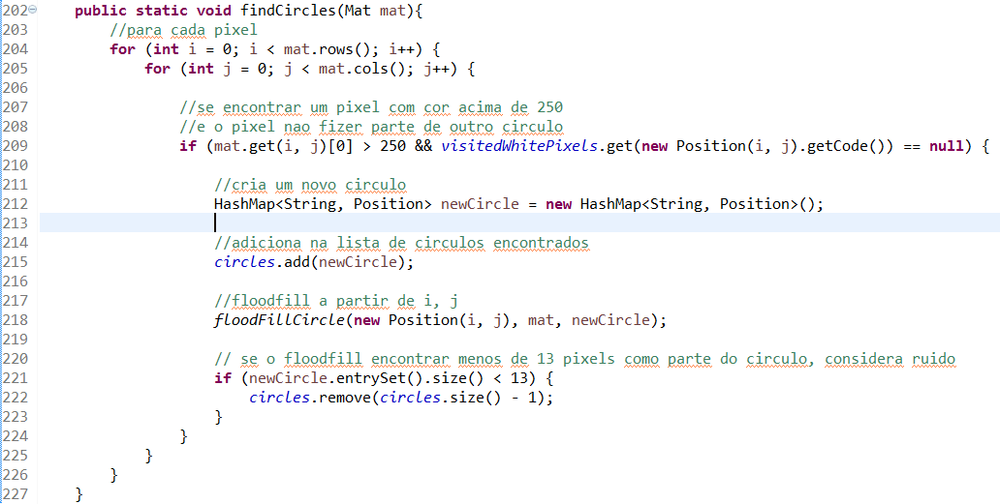 202 public static void findCircles(Mat mat){
203 //para cada pixel
204 for (int i = 0; i < mat.rows(); i++) {
205 for (int j = 0; j < mat.cols(); j++) {
206
207 //se encontrar um pixel com cor acima de 250
208 //e o pixel nao fizer parte de outro circulo
209 if (mat.get(i, j)[0] > 250 && visitedWhitePixels.get(new Position(i, j).getCode()) == null) {
210
211 //cria um novo circulo
212 HashMap<String, Position> newCircle = new HashMap<String, Position>();
213
214 //adiciona na lista de circulos encontrados
215 circles.add(newCircle);
216
217 //floodfill a partir de i, j
218 floodFillCircle(new Position(i, j), mat, newCircle);
219
220 // se o floodfill encontrar menos de 13 pixels como parte do circulo, considera ruido
221 if (newCircle.entrySet().size() < 13) {
222 circles.remove(circles.size() - 1);
223 }
224 }
225 }
226 }
227 }